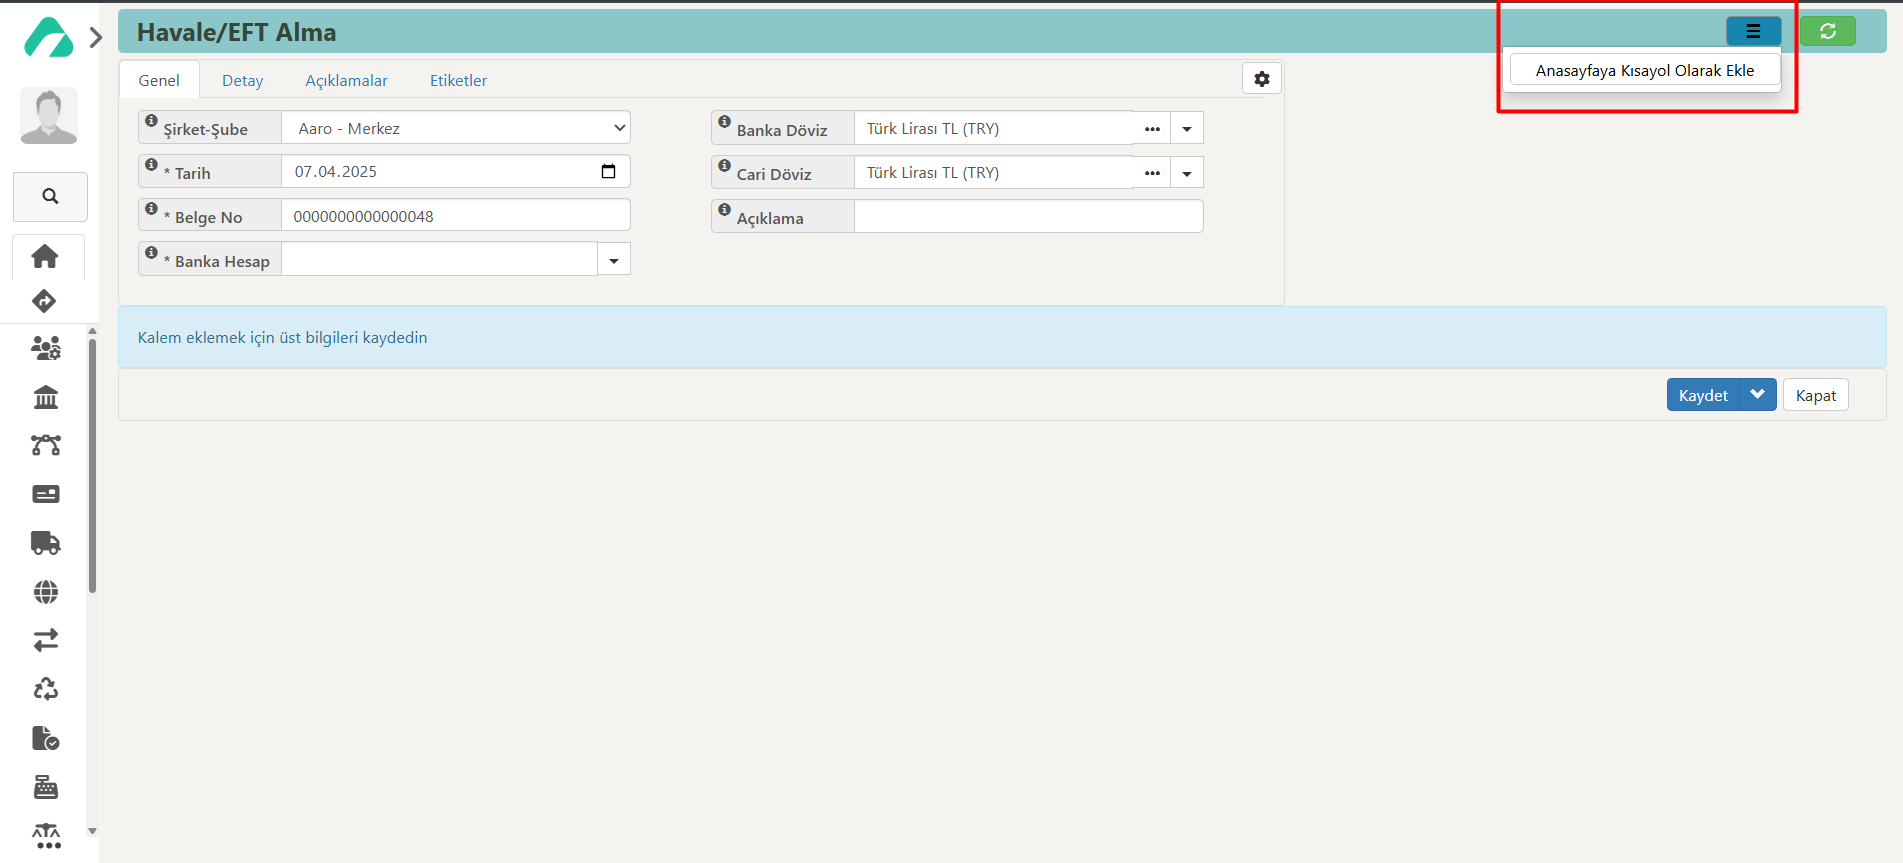 Havale/EFT Alma
Anasayfaya Kısayol Olarak Ekle
Genel Detay Açıklamalar Etiketler
Şirket-Şube Aaro - Merkez
* Tarih 07.04.2025
* Belge No 0000000000000048
* Banka Hesap
Banka Döviz Türk Lirası TL (TRY)
Cari Döviz Türk Lirası TL (TRY)
Açıklama
Kalem eklemek için üst bilgileri kaydedin
Kaydet Kapat